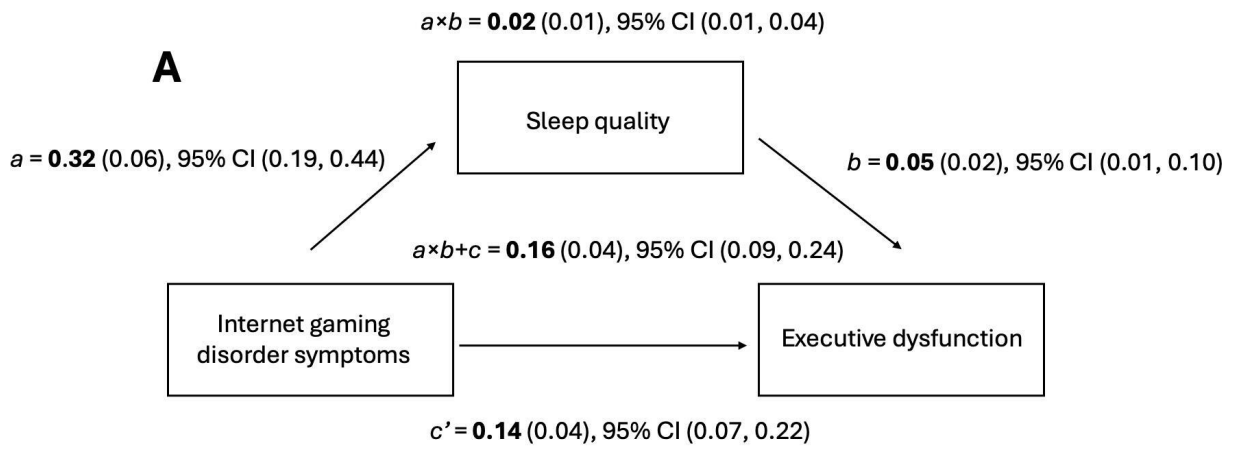 a×b = 0.02 (0.01), 95% CI (0.01, 0.04)
A
Sleep quality
a = 0.32 (0.06), 95% CI (0.19, 0.44)
b = 0.05 (0.02), 95% CI (0.01, 0.10)
a×b+c = 0.16 (0.04), 95% CI (0.09, 0.24)
Internet gaming
disorder symptoms
Executive dysfunction
c’ = 0.14 (0.04), 95% CI (0.07, 0.22)